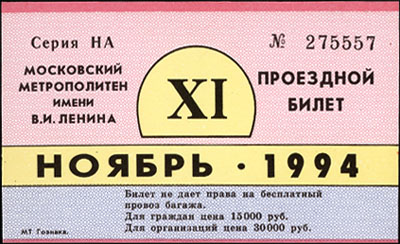 Серия НА
№ 275557
МОСКОВСКИЙ
МЕТРОПОЛИТЕН
ИМЕНИ
В.И. ЛЕНИНА
XI
ПРОЕЗДНОЙ
БИЛЕТ
НОЯБРЬ · 1994
Билет не дает права на бесплатный
провоз багажа.
Для граждан цена 15000 руб.
Для организаций цена 30000 руб.
МТ Гознака.